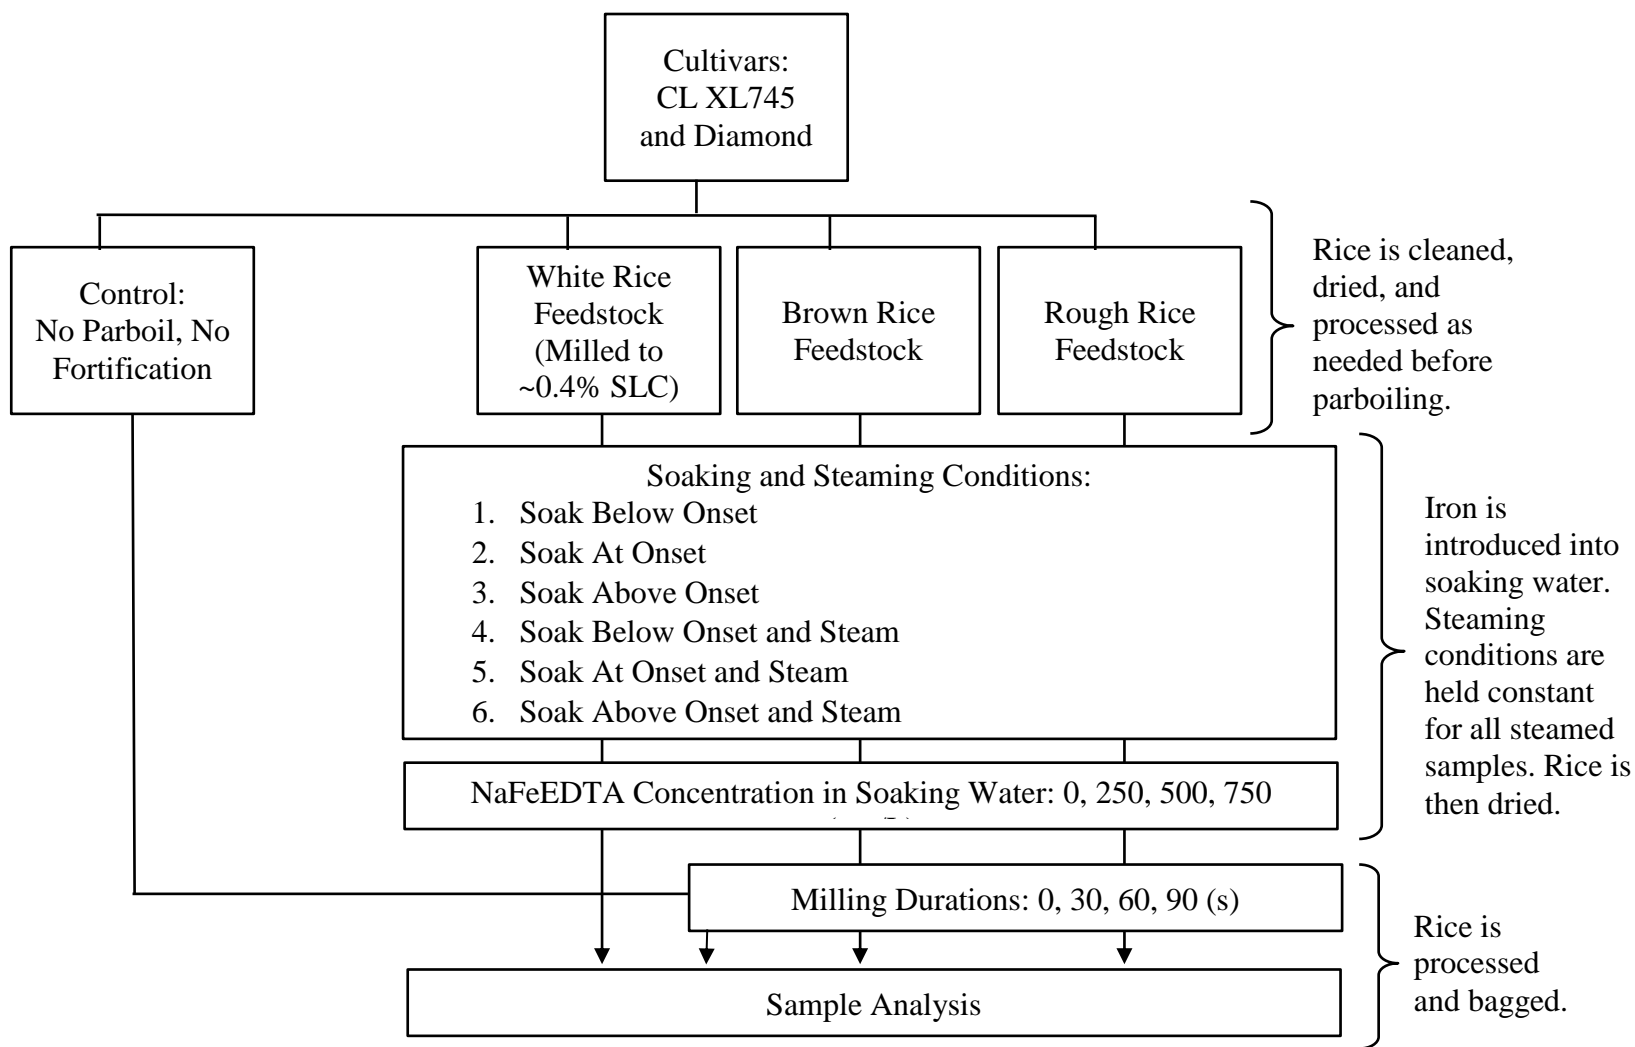 Cultivars:
CL XL745
and Diamond
Control:
No Parboil, No
Fortification
White Rice
Feedstock
(Milled to
~0.4% SLC)
Brown Rice
Feedstock
Rough Rice
Feedstock
Rice is cleaned,
dried, and
processed as
needed before
parboiling.
Soaking and Steaming Conditions:
1. Soak Below Onset
2. Soak At Onset
3. Soak Above Onset
4. Soak Below Onset and Steam
5. Soak At Onset and Steam
6. Soak Above Onset and Steam
Iron is
introduced into
soaking water.
Steaming
conditions are
held constant
for all steamed
samples. Rice is
then dried.
NaFeEDTA Concentration in Soaking Water: 0, 250, 500, 750
Milling Durations: 0, 30, 60, 90 (s)
Rice is
processed
and bagged.
Sample Analysis